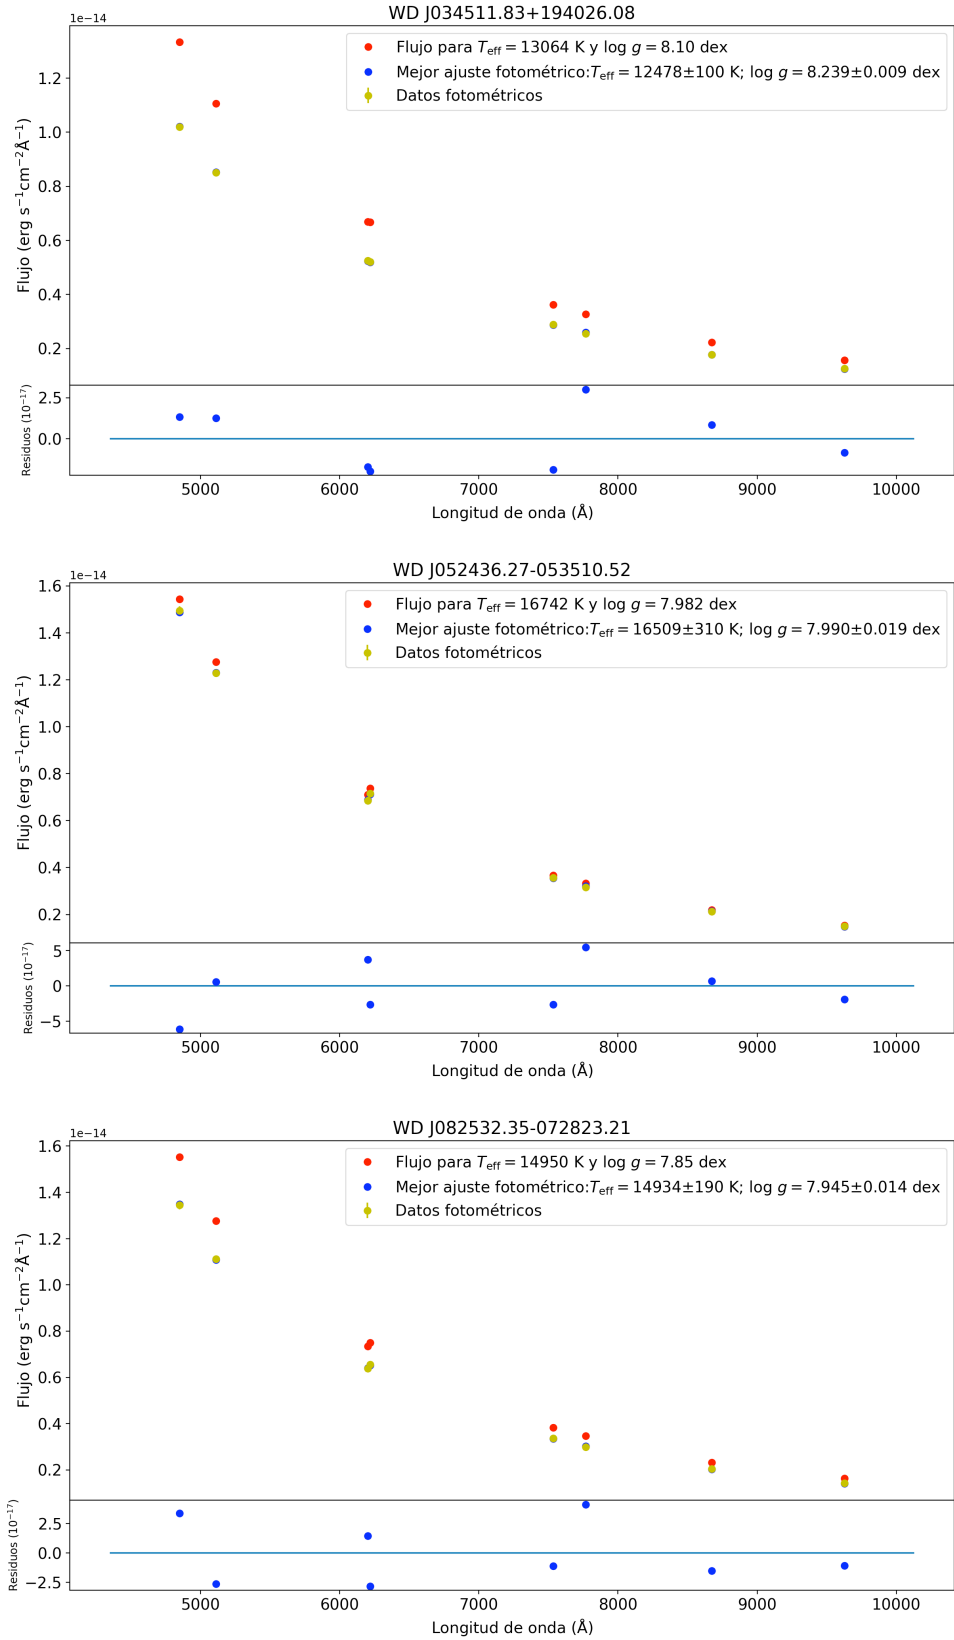 WD J034511.83+194026.08
1e−14
Flujo para Teff = 13064 K y log g = 8.10 dex
Mejor ajuste fotométrico:Teff = 12478±100 K; log g = 8.239±0.009 dex
Datos fotométricos
1.2
1.0
0.8
0.6
0.4
0.2
Flujo (erg s⁻¹cm⁻²Å⁻¹)
2.5
0.0
Residuos (10⁻¹⁷)
5000 6000 7000 8000 9000 10000
Longitud de onda (Å)
WD J052436.27-053510.52
1e−14
Flujo para Teff = 16742 K y log g = 7.982 dex
Mejor ajuste fotométrico:Teff = 16509±310 K; log g = 7.990±0.019 dex
Datos fotométricos
1.6
1.4
1.2
1.0
0.8
0.6
0.4
0.2
Flujo (erg s⁻¹cm⁻²Å⁻¹)
5
0
−5
Residuos (10⁻¹⁷)
5000 6000 7000 8000 9000 10000
Longitud de onda (Å)
WD J082532.35-072823.21
1e−14
Flujo para Teff = 14950 K y log g = 7.85 dex
Mejor ajuste fotométrico:Teff = 14934±190 K; log g = 7.945±0.014 dex
Datos fotométricos
1.6
1.4
1.2
1.0
0.8
0.6
0.4
0.2
Flujo (erg s⁻¹cm⁻²Å⁻¹)
2.5
0.0
−2.5
Residuos (10⁻¹⁷)
5000 6000 7000 8000 9000 10000
Longitud de onda (Å)